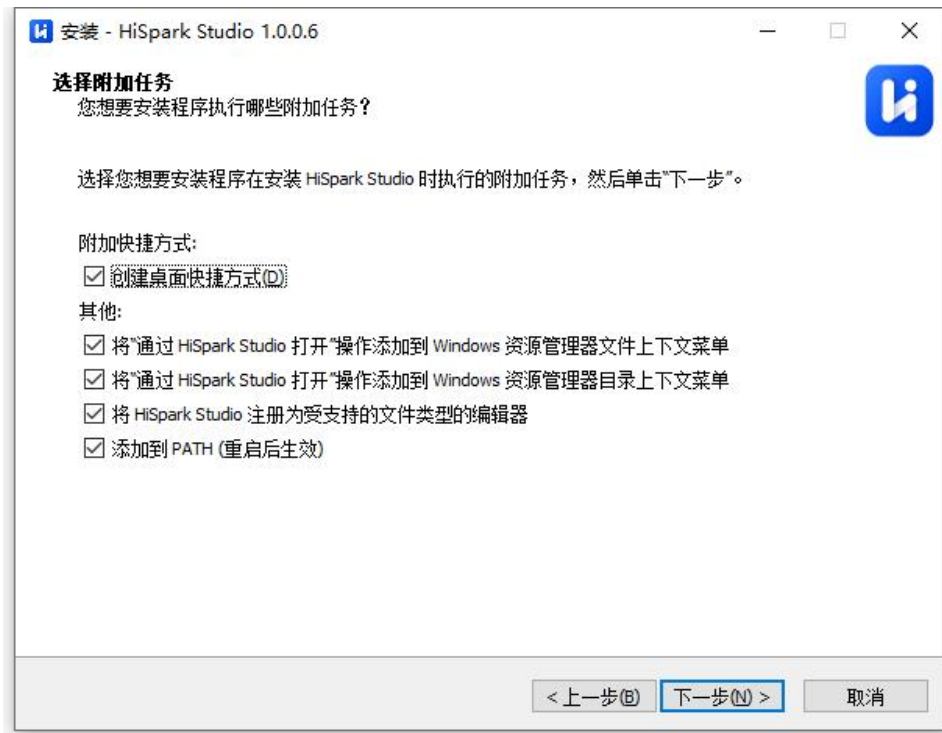 安装 - HiSpark Studio 1.0.0.6
选择附加任务
您想要安装程序执行哪些附加任务？
选择您想要安装程序在安装 HiSpark Studio 时执行的附加任务，然后单击“下一步”。
附加快捷方式:
创建桌面快捷方式(D)
其他:
将“通过 HiSpark Studio 打开”操作添加到 Windows 资源管理器文件上下文菜单
将“通过 HiSpark Studio 打开”操作添加到 Windows 资源管理器目录上下文菜单
将 HiSpark Studio 注册为受支持的文件类型的编辑器
添加到 PATH (重启后生效)
< 上一步(B) 下一步(N) > 取消